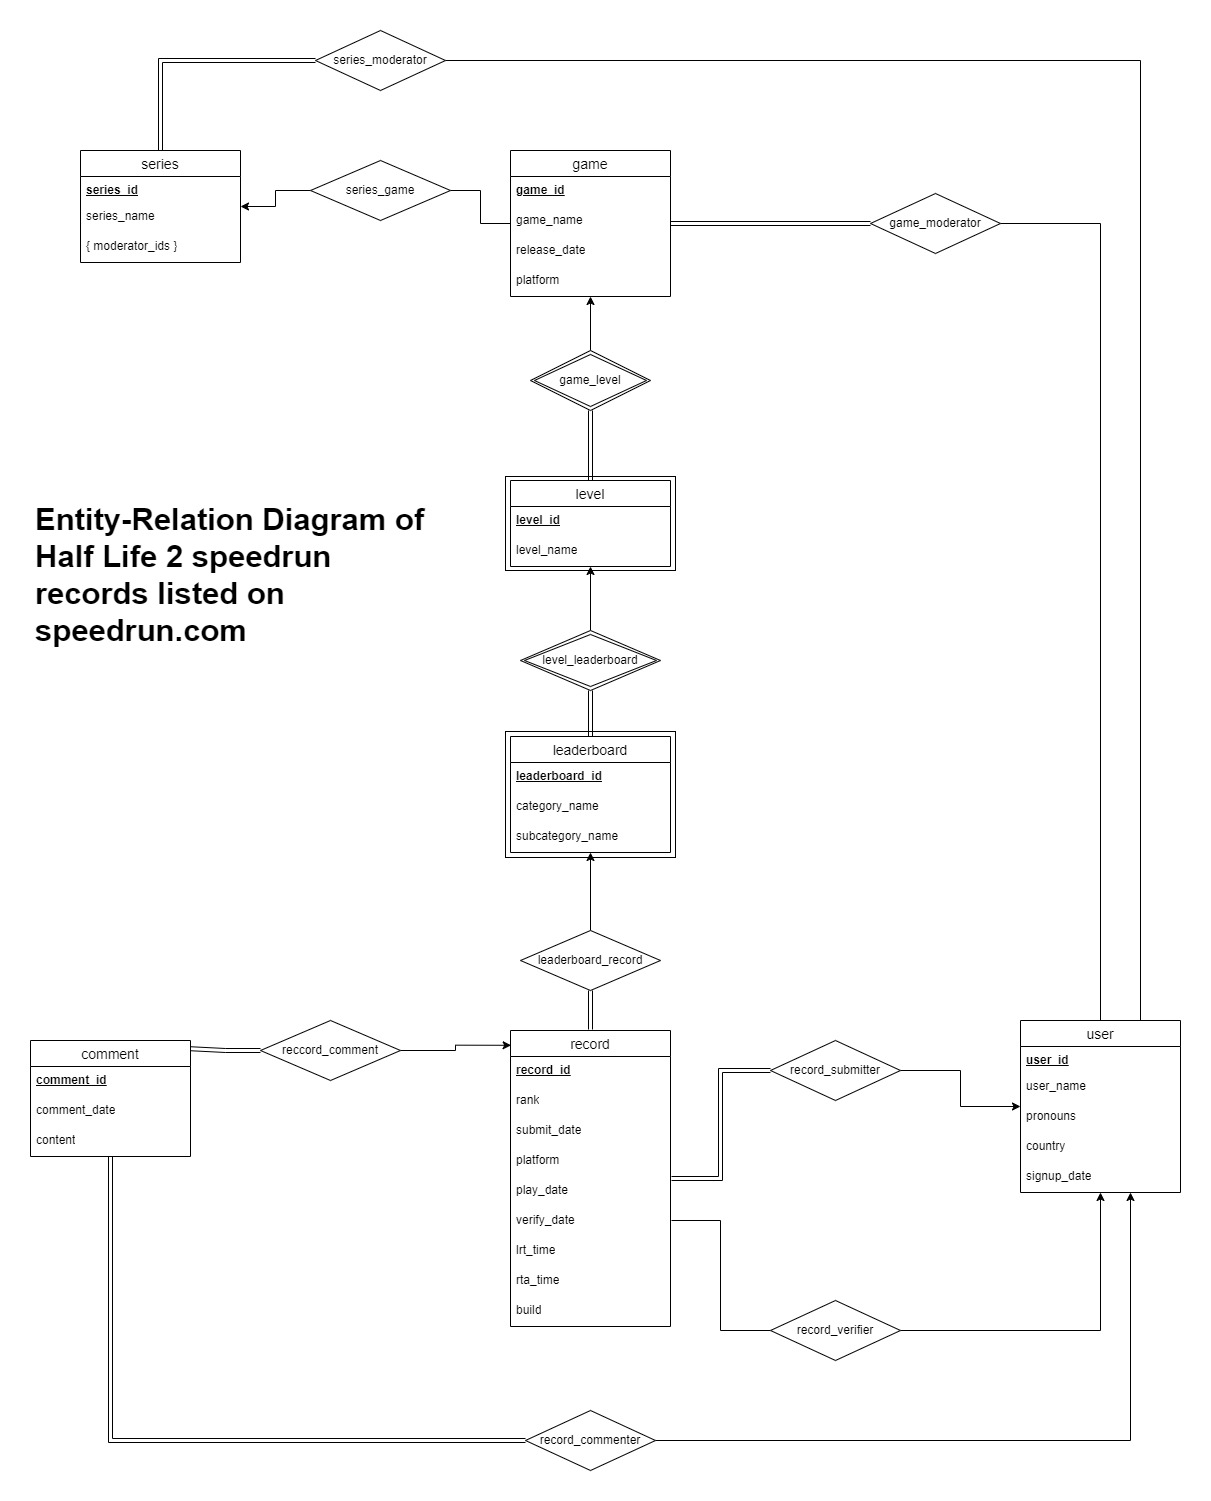 series_moderator
series
series_id
series_name
{ moderator_ids }
series_game
game
game_id
game_name
release_date
platform
game_moderator
game_level
level
level_id
level_name
Entity-Relation Diagram of
Half Life 2 speedrun
records listed on
speedrun.com
level_leaderboard
leaderboard
leaderboard_id
category_name
subcategory_name
leaderboard_record
comment
comment_id
comment_date
content
reccord_comment
record
record_id
rank
submit_date
platform
play_date
verify_date
lrt_time
rta_time
build
record_submitter
user
user_id
user_name
pronouns
country
signup_date
record_verifier
record_commenter